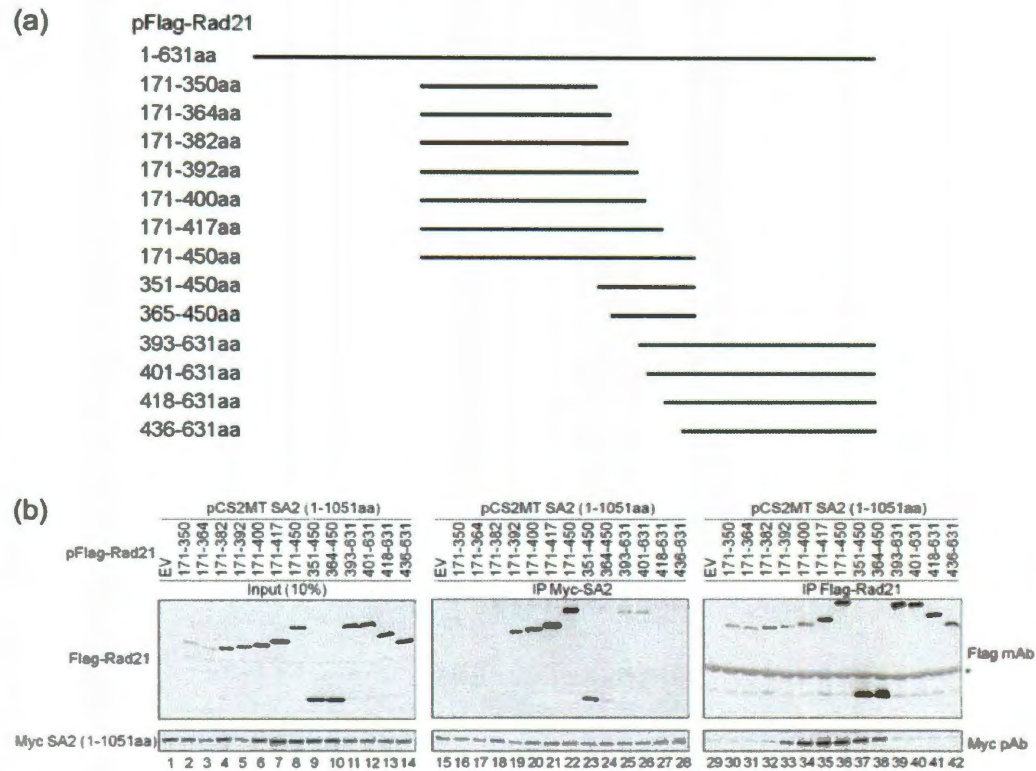 (a)
pFlag-Rad21
1-631aa
171-350aa
171-364aa
171-382aa
171-392aa
171-400aa
171-417aa
171-450aa
351-450aa
365-450aa
393-631aa
401-631aa
418-631aa
436-631aa
(b)
pCS2MT SA2 (1-1051aa)
pCS2MT SA2 (1-1051aa)
pCS2MT SA2 (1-1051aa)
pFlag-Rad21
EV 171-350 171-364 171-382 171-392 171-400 171-417 171-450 351-450 364-450 393-631 401-631 418-631 436-631
EV 171-350 171-364 171-382 171-392 171-400 171-417 171-450 351-450 364-450 393-631 401-631 418-631 436-631
EV 171-350 171-364 171-382 171-392 171-400 171-417 171-450 351-450 364-450 393-631 401-631 418-631 436-631
Input (10%)
IP Myc-SA2
IP Flag-Rad21
Flag-Rad21
Flag mAb
*
Myc SA2 (1-1051aa)
Myc pAb
1 2 3 4 5 6 7 8 9 10 11 12 13 14
15 16 17 18 19 20 21 22 23 24 25 26 27 28
29 30 31 32 33 34 35 36 37 38 39 40 41 42